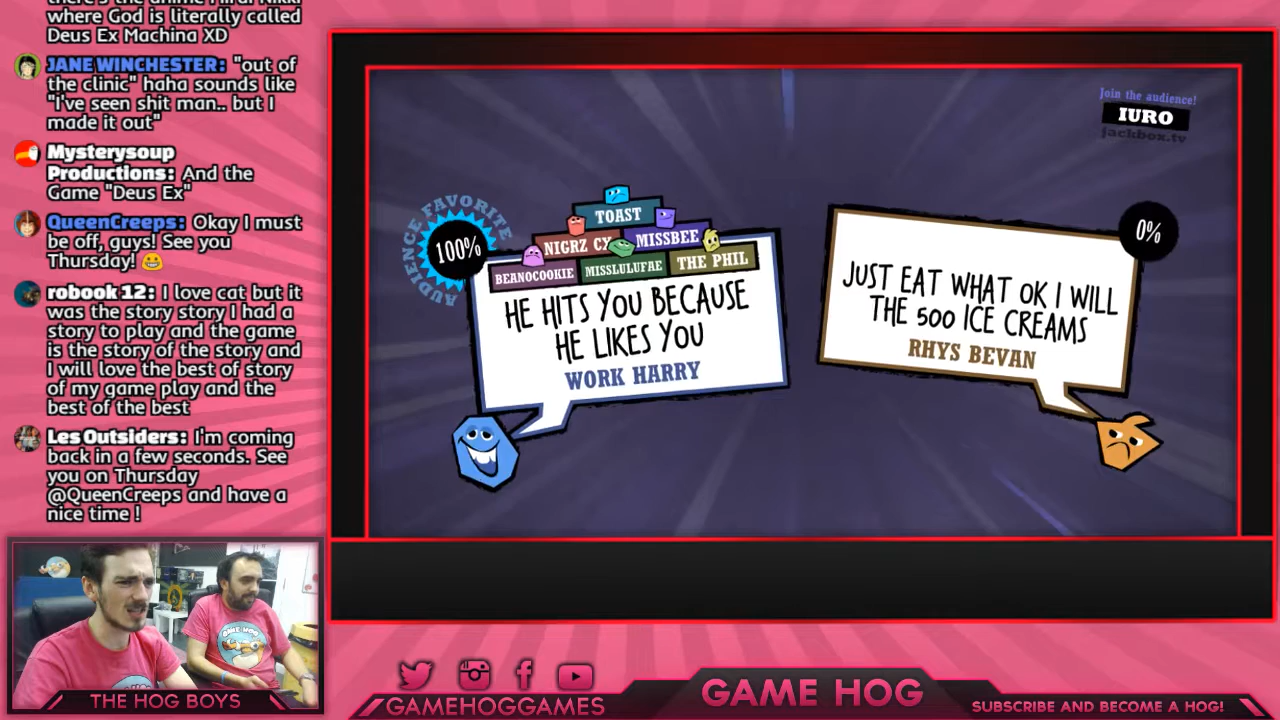 where God is literally called
Deus Ex Machina XD
JANE WINCHESTER: "out of
the clinic" haha sounds like
"I've seen shit man.. but I
made it out"
Mysterysoup
Productions: And the
Game "Deus Ex"
QueenCreeps: Okay I must
be off, guys! See you
Thursday!
robook 12: I love cat but it
was the story story I had a
story to play and the game
is the story of the story and
I will love the best of story
of my game play and the
best of the best
Les Outsiders: I'm coming
back in a few seconds. See
you on Thursday
@QueenCreeps and have a
nice time !
Join the audience!
IURO
jackbox.tv
AUDIENCE FAVORITE
100%
TOAST
NIGRZ CY
MISSBEE
BEANOCOOKIE
MISSLULUFAE
THE PHIL
HE HITS YOU BECAUSE
HE LIKES YOU
WORK HARRY
0%
JUST EAT WHAT OK I WILL
THE 500 ICE CREAMS
RHYS BEVAN
GAME HOG
THE HOG BOYS
GAMEHOGGAMES
GAME HOG
SUBSCRIBE AND BECOME A HOG!